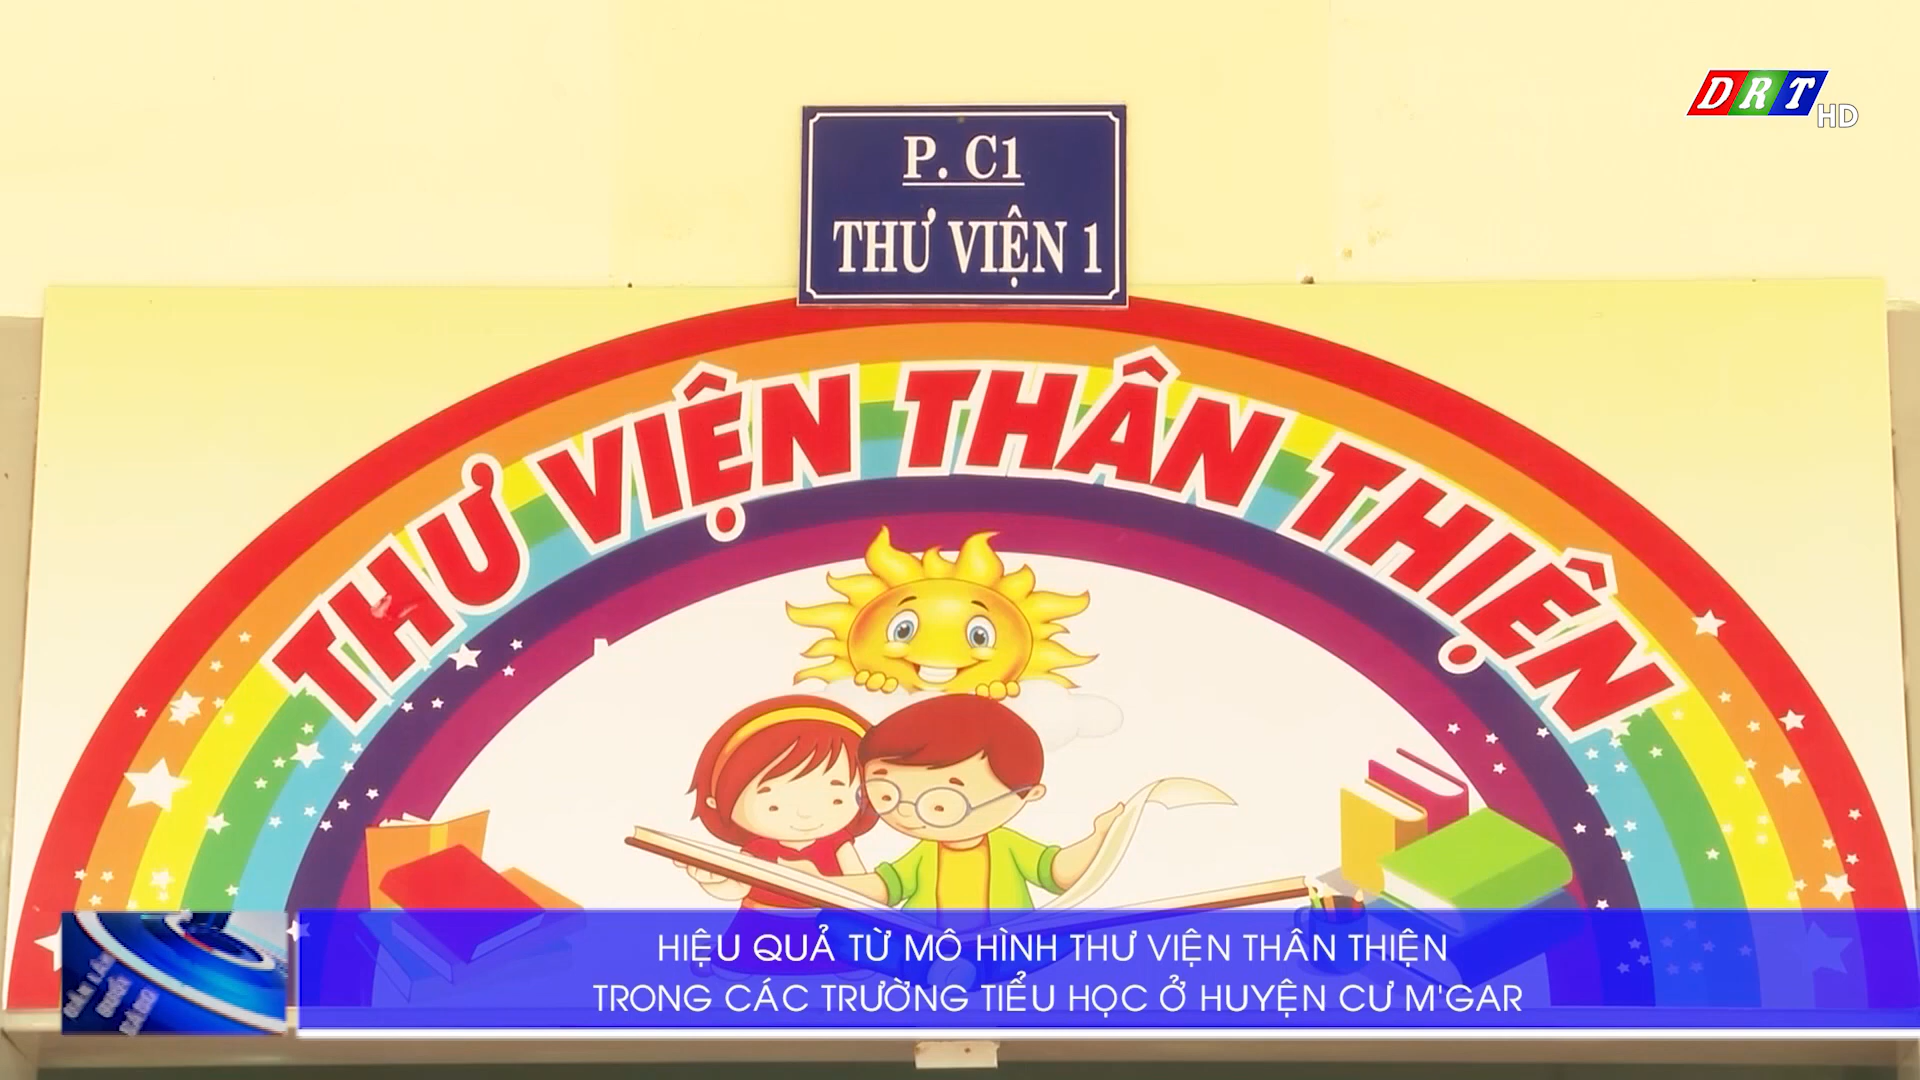 DRT HD
P. C1
THƯ VIỆN 1
THƯ VIỆN THÂN THIỆN
HIỆU QUẢ TỪ MÔ HÌNH THƯ VIỆN THÂN THIỆN
TRONG CÁC TRƯỜNG TIỂU HỌC Ở HUYỆN CƯ M'GAR